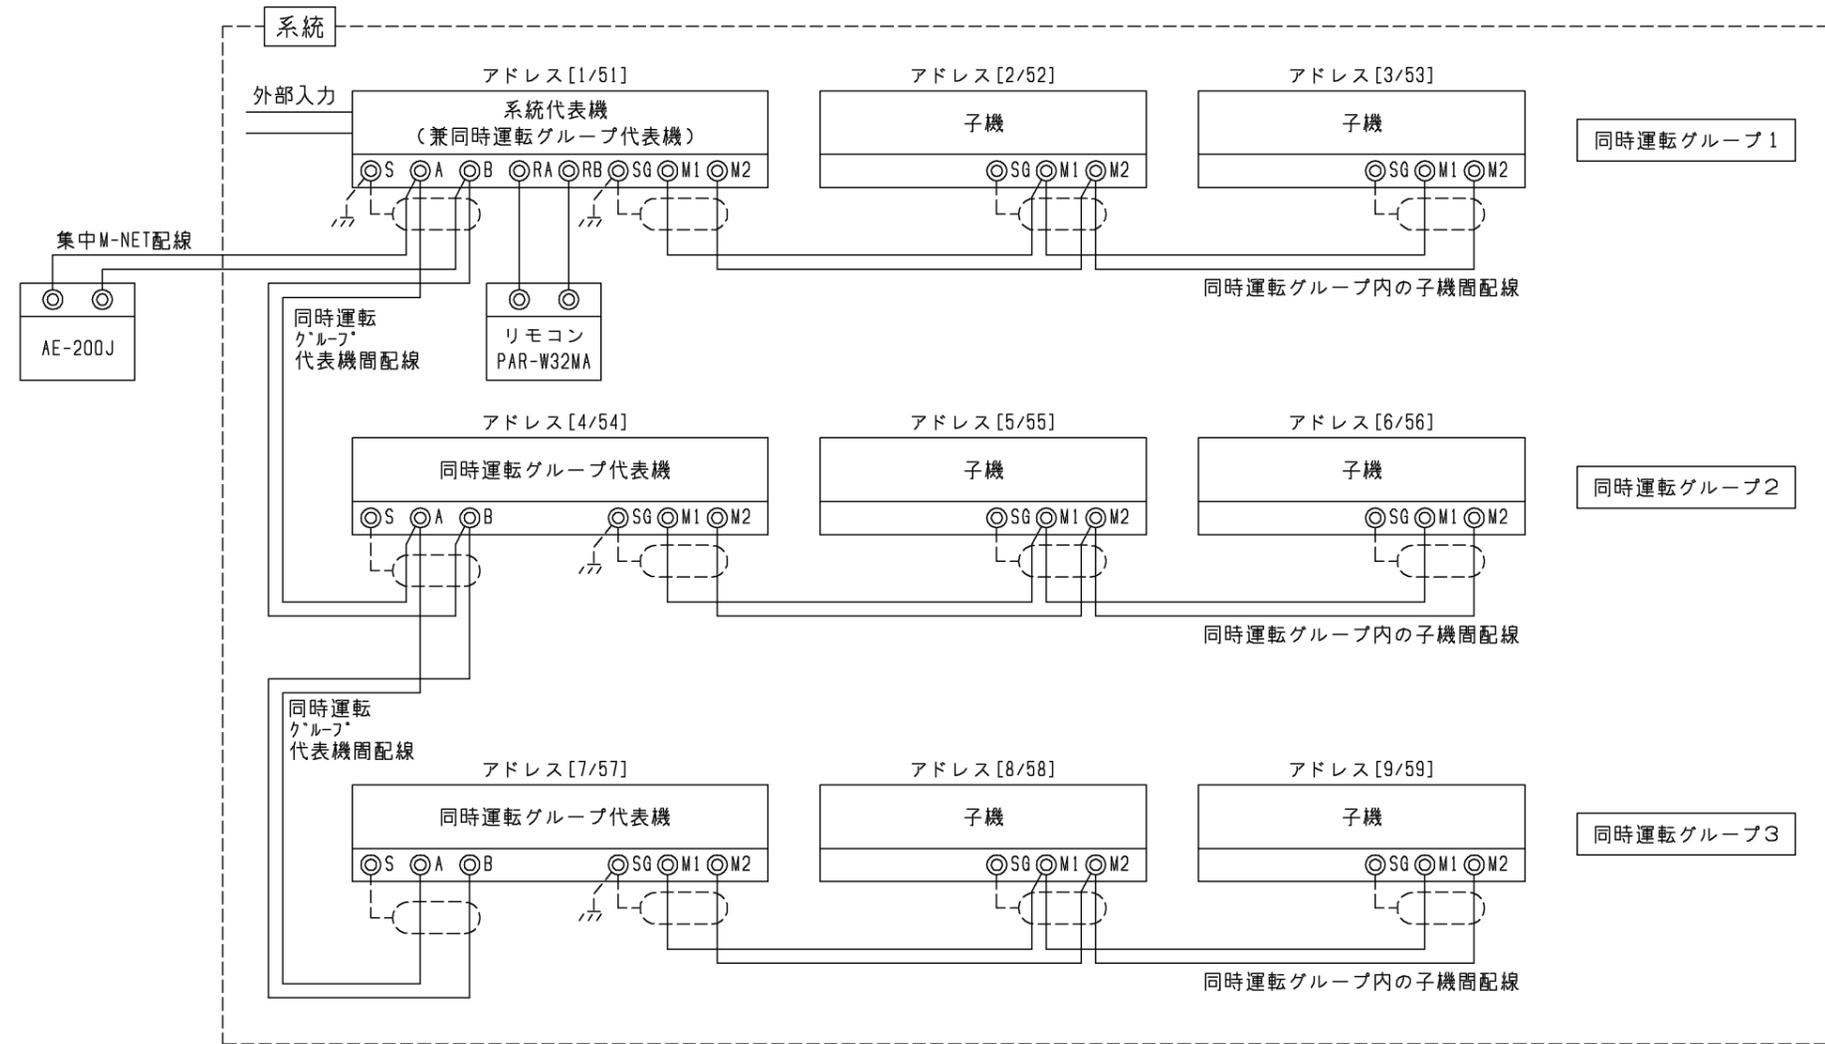 系統
アドレス[1/51]
アドレス[2/52]
アドレス[3/53]
外部入力
系統代表機
(兼同時運転グループ代表機)
子機
子機
同時運転グループ1
S A B RA RB SG M1 M2
SG M1 M2
SG M1 M2
集中M-NET配線
同時運転グループ内の子機間配線
AE-200J
同時運転
グループ
代表機間配線
リモコン
PAR-W32MA
アドレス[4/54]
アドレス[5/55]
アドレス[6/56]
同時運転グループ代表機
子機
子機
同時運転グループ2
S A B SG M1 M2
SG M1 M2
SG M1 M2
同時運転グループ内の子機間配線
同時運転
グループ
代表機間配線
アドレス[7/57]
アドレス[8/58]
アドレス[9/59]
同時運転グループ代表機
子機
子機
同時運転グループ3
S A B SG M1 M2
SG M1 M2
SG M1 M2
同時運転グループ内の子機間配線